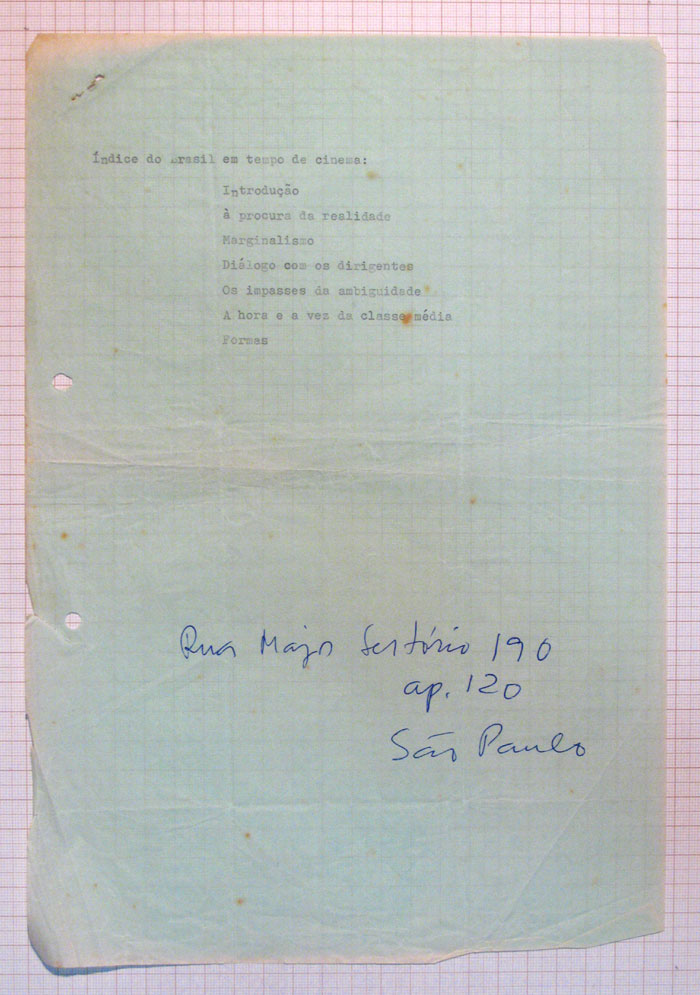 Índice do Brasil em tempo de cinema:
Introdução
à procura da realidade
Marginalismo
Diálogo com os dirigentes
Os impasses da ambiguidade
A hora e a vez da classe média
Formas
Rua Major Sertório 190
ap. 120
São Paulo